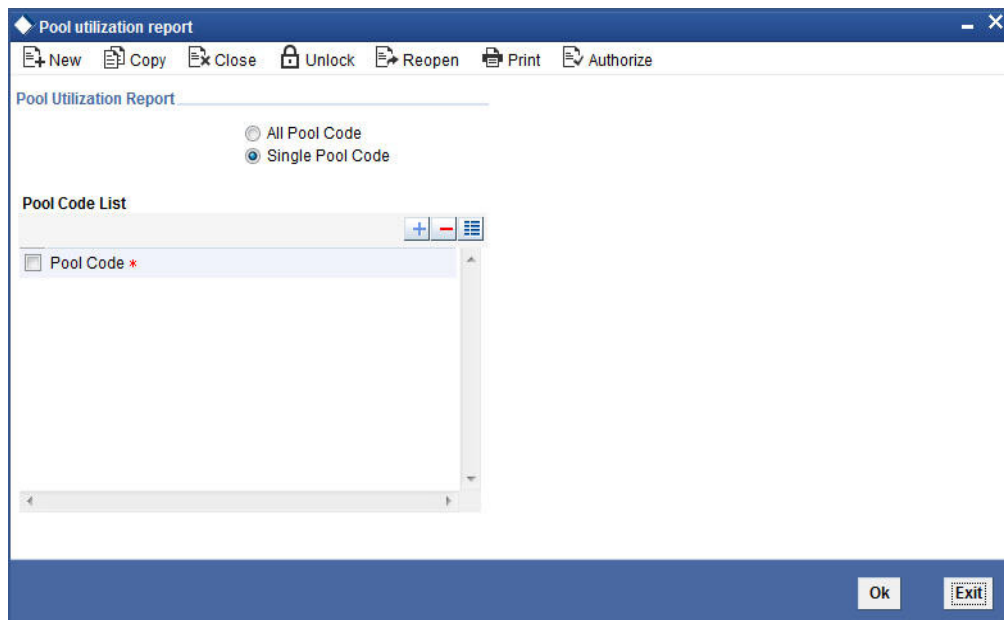 Pool utilization report
New Copy Close Unlock Reopen Print Authorize
Pool Utilization Report
All Pool Code
Single Pool Code
Pool Code List
Pool Code *
Ok Exit